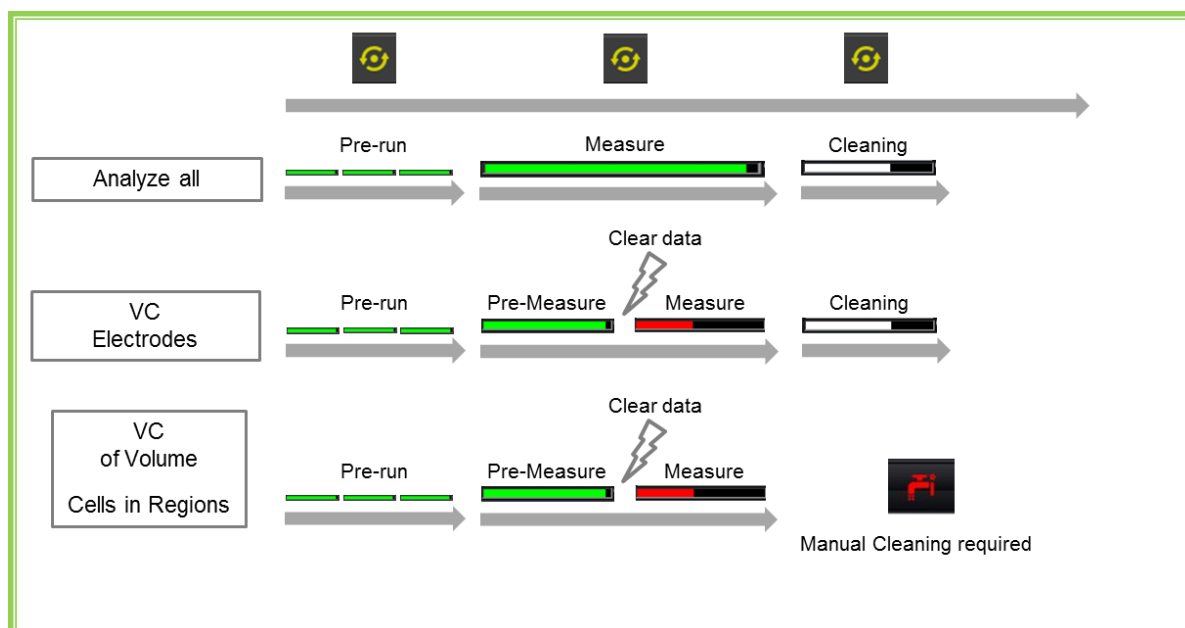 Pre-run
Measure
Cleaning
Analyze all
Clear data
VC
Electrodes
Pre-run
Pre-Measure
Measure
Cleaning
Clear data
VC
of Volume
Cells in Regions
Pre-run
Pre-Measure
Measure
Manual Cleaning required